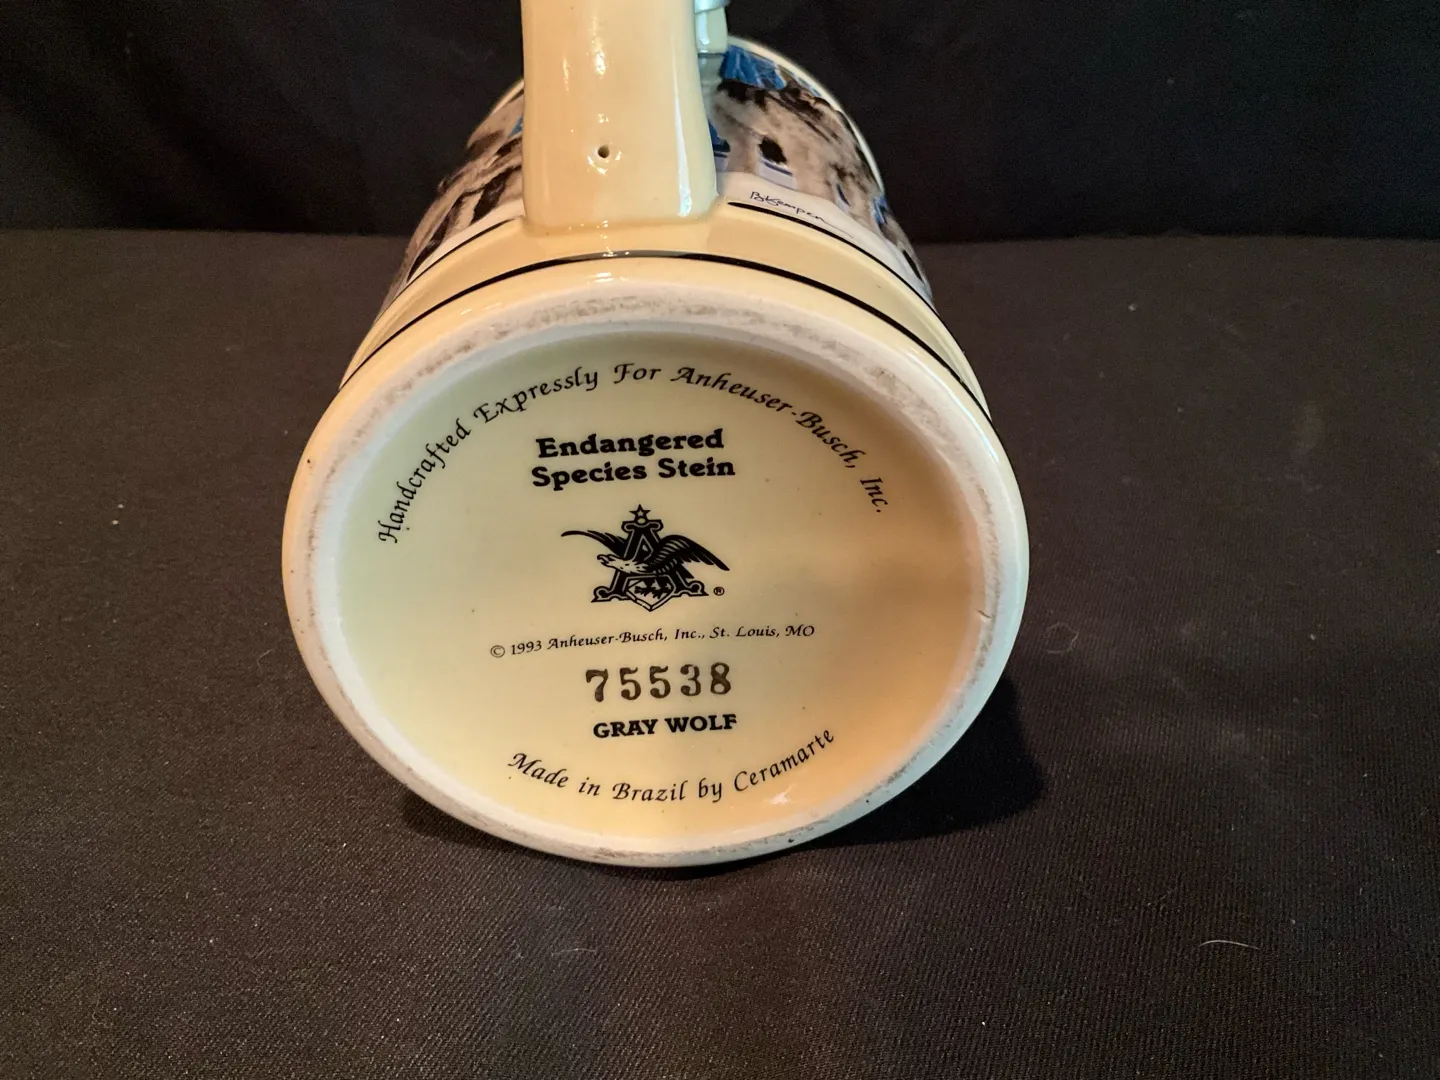 B Kemper
Handcrafted Expressly For Anheuser-Busch, Inc.
Endangered
Species Stein
A
®
© 1993 Anheuser-Busch, Inc., St. Louis, MO
75538
GRAY WOLF
Made in Brazil by Ceramarte